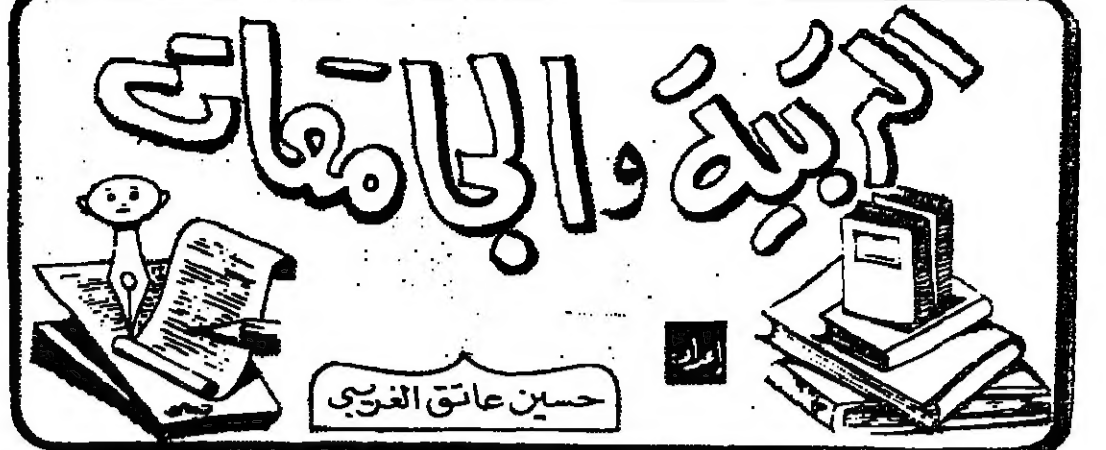 التربية والجامعات
إعداد
حسين عاتق الغريبي